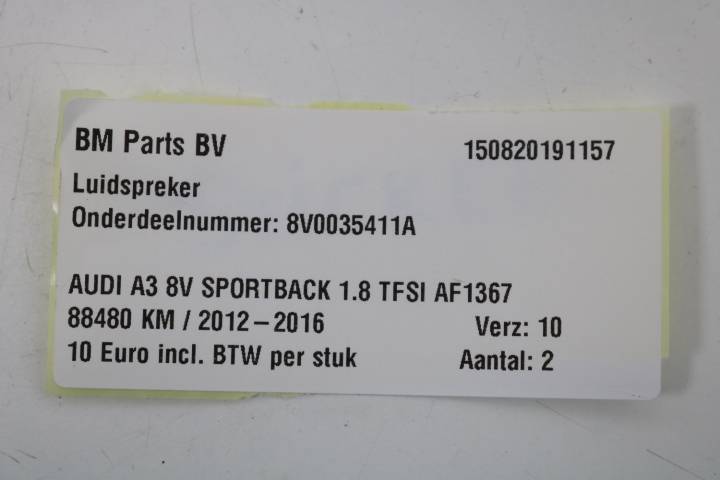 BM Parts BV 150820191157
Luidspreker
Onderdeelnummer: 8V0035411A
AUDI A3 8V SPORTBACK 1.8 TFSI AF1367
88480 KM / 2012-2016 Verz: 10
10 Euro incl. BTW per stuk Aantal: 2